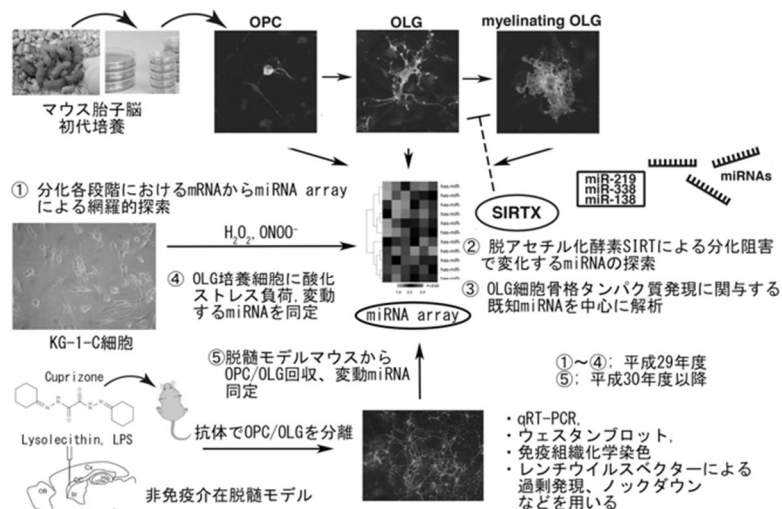 OPC
OLG
myelinating OLG
マウス胎子脳
初代培養
① 分化各段階におけるmRNAからmiRNA array
による網羅的探索
H2O2, ONOO⁻
SIRTX
miR-219
miR-338
miR-138
miRNAs
② 脱アセチル化酵素SIRTによる分化阻害
で変化するmiRNAの探索
③ OLG細胞骨格タンパク質発現に関与する
既知miRNAを中心に解析
④ OLG培養細胞に酸化
ストレス負荷, 変動
するmiRNAを同定
miRNA array
KG-1-C細胞
⑤脱髄モデルマウスから
OPC/OLG回収、変動miRNA
同定
①～④; 平成29年度
⑤; 平成30年度以降
Cuprizone
抗体でOPC/OLGを分離
Lysolecithin, LPS
非免疫介在脱髄モデル
・qRT-PCR,
・ウェスタンブロット,
・免疫組織化学染色
・レンチウイルスベクターによる
過剰発現、ノックダウン
などを用いる